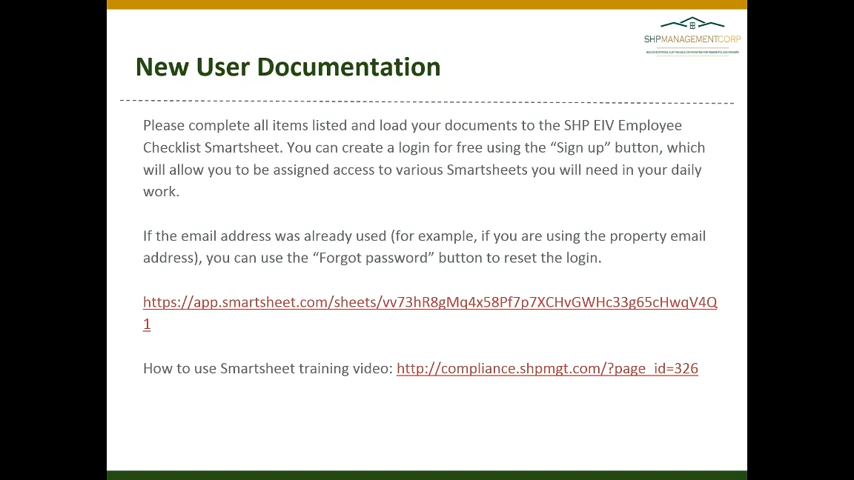 SHPMANAGEMENTCORP
New User Documentation
Please complete all items listed and load your documents to the SHP EIV Employee
Checklist Smartsheet. You can create a login for free using the “Sign up” button, which
will allow you to be assigned access to various Smartsheets you will need in your daily
work.
If the email address was already used (for example, if you are using the property email
address), you can use the “Forgot password” button to reset the login.
https://app.smartsheet.com/sheets/vv73hR8gMq4x58Pf7p7XCHvGWHc33g65cHwqV4Q
1
How to use Smartsheet training video: http://compliance.shpmgt.com/?page_id=326